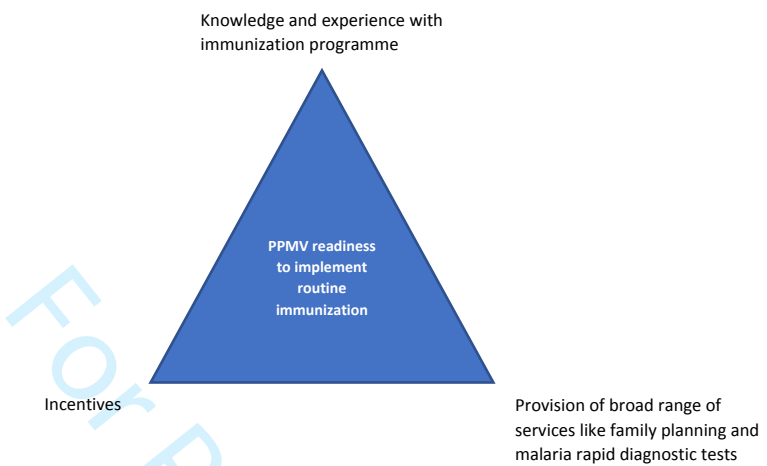 Knowledge and experience with
immunization programme
PPMV readiness
to implement
routine
immunization
For P
Incentives
Provision of broad range of
services like family planning and
malaria rapid diagnostic tests